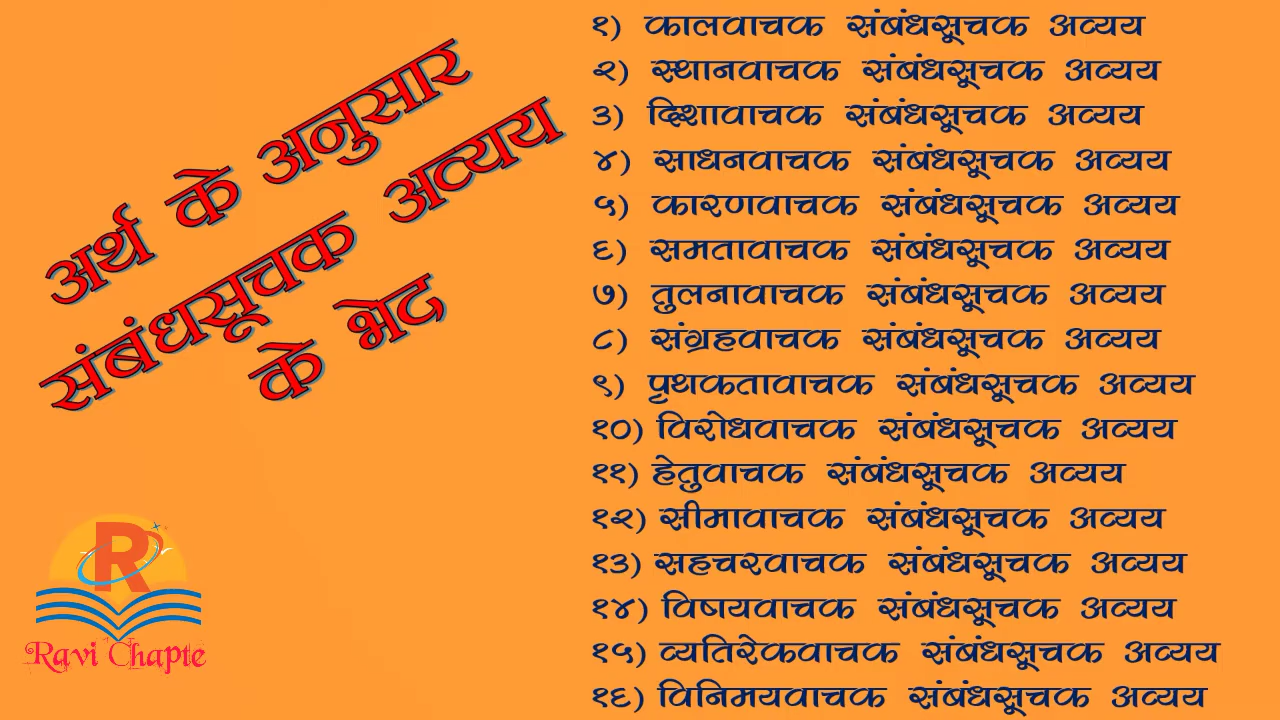 अर्थ के अनुसार
संबंधसूचक अव्यय
के भेद
१) कालवाचक संबंधसूचक अव्यय
२) स्थानवाचक संबंधसूचक अव्यय
३) दिशावाचक संबंधसूचक अव्यय
४) साधनवाचक संबंधसूचक अव्यय
५) कारणवाचक संबंधसूचक अव्यय
६) समतावाचक संबंधसूचक अव्यय
७) तुलनावाचक संबंधसूचक अव्यय
८) संग्रहवाचक संबंधसूचक अव्यय
९) पृथकतावाचक संबंधसूचक अव्यय
१०) विरोधवाचक संबंधसूचक अव्यय
११) हेतुवाचक संबंधसूचक अव्यय
१२) सीमावाचक संबंधसूचक अव्यय
१३) सहचरवाचक संबंधसूचक अव्यय
१४) विषयवाचक संबंधसूचक अव्यय
१५) व्यतिरेकवाचक संबंधसूचक अव्यय
१६) विनिमयवाचक संबंधसूचक अव्यय
R
Ravi Chapte